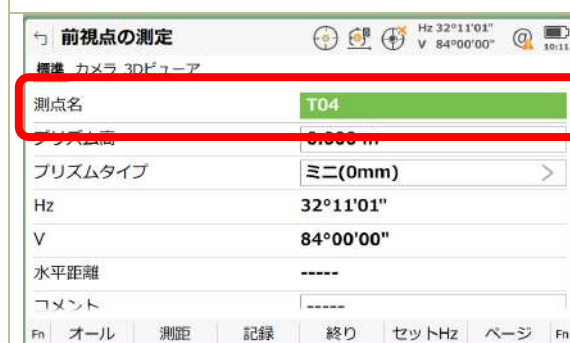 前視点の測定 Hz 32°11'01"
V 84°00'00" 10:11
標準 カメラ 3Dビューア
測点名 T04
プリズム高 0.000 m
プリズムタイプ ミニ(0mm) >
Hz 32°11'01"
V 84°00'00"
水平距離 -----
コメント -----
Fn オール 測距 記録 終り セットHz ページ Fn